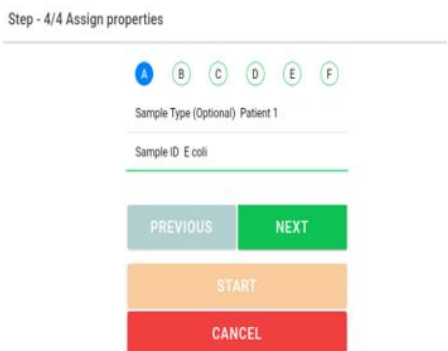 Step - 4/4 Assign properties
A B C D E F
Sample Type (Optional) Patient 1
Sample ID E coli
PREVIOUS NEXT
START
CANCEL